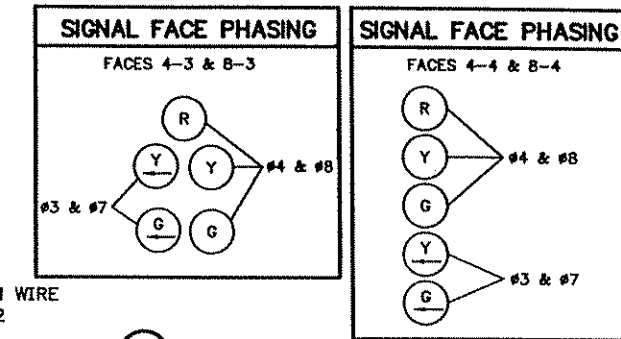 SIGNAL FACE PHASING
FACES 4-3 & 8-3
R
Y
Y
ø4 & ø8
ø3 & ø7
G
G
SIGNAL FACE PHASING
FACES 4-4 & 8-4
R
Y
ø4 & ø8
G
Y
ø3 & ø7
G
WIRE